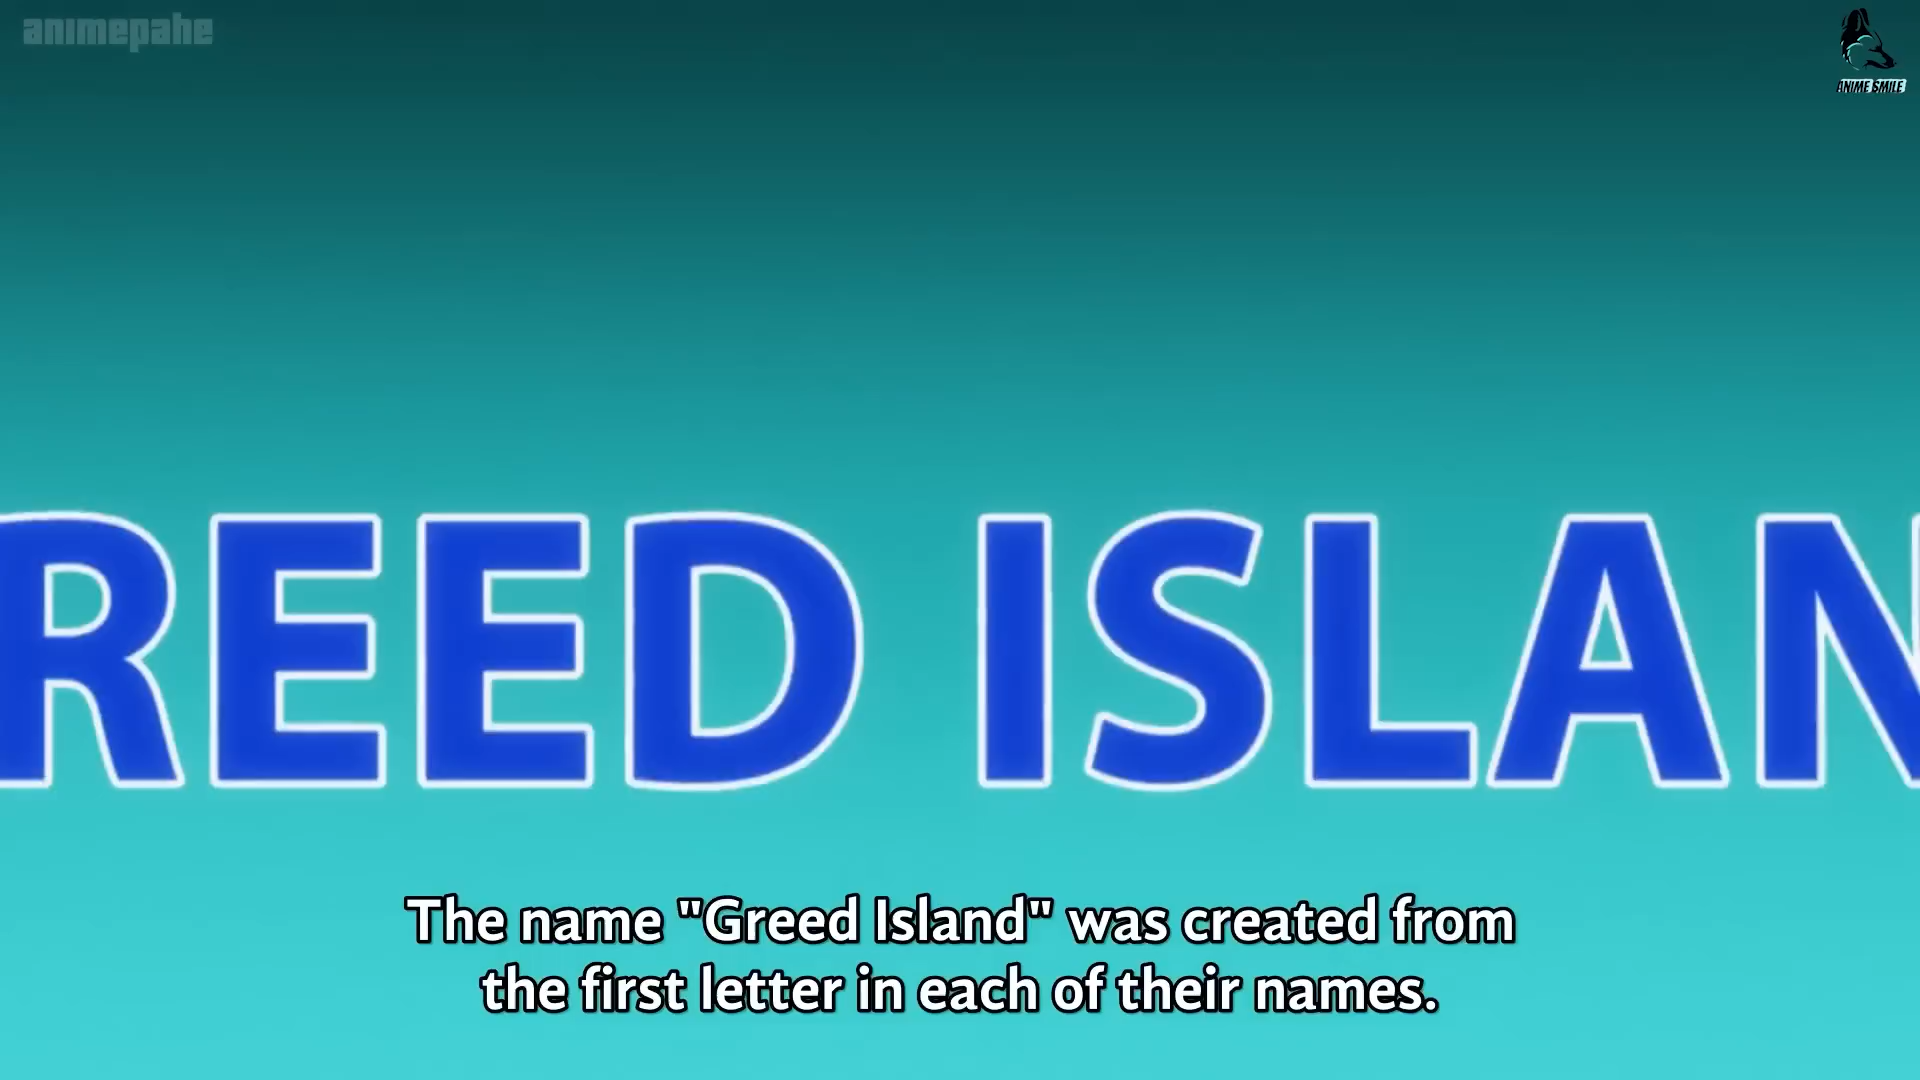 animepahe
ANIME SMILE
REED ISLAN
The name "Greed Island" was created from
the first letter in each of their names.